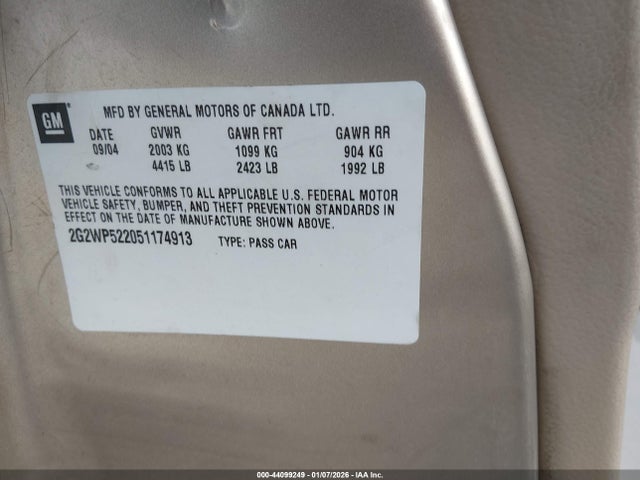 GM
MFD BY GENERAL MOTORS OF CANADA LTD.
DATE GVWR GAWR FRT GAWR RR
09/04 2003 KG 1099 KG 904 KG
4415 LB 2423 LB 1992 LB
THIS VEHICLE CONFORMS TO ALL APPLICABLE U.S. FEDERAL MOTOR
VEHICLE SAFETY, BUMPER, AND THEFT PREVENTION STANDARDS IN
EFFECT ON THE DATE OF MANUFACTURE SHOWN ABOVE.
2G2WP522051174913 TYPE: PASS CAR
000-44099249 - 01/07/2026 - IAA Inc.